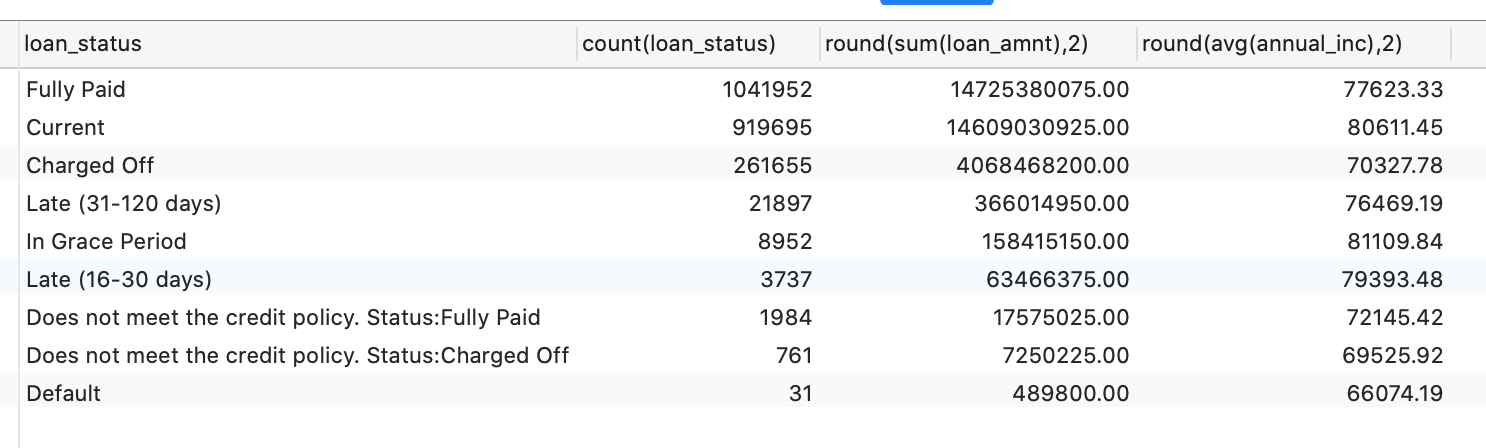 loan_status count(loan_status) round(sum(loan_amnt),2) round(avg(annual_inc),2)
Fully Paid 1041952 14725380075.00 77623.33
Current 919695 14609030925.00 80611.45
Charged Off 261655 4068468200.00 70327.78
Late (31-120 days) 21897 366014950.00 76469.19
In Grace Period 8952 158415150.00 81109.84
Late (16-30 days) 3737 63466375.00 79393.48
Does not meet the credit policy. Status:Fully Paid 1984 17575025.00 72145.42
Does not meet the credit policy. Status:Charged Off 761 7250225.00 69525.92
Default 31 489800.00 66074.19